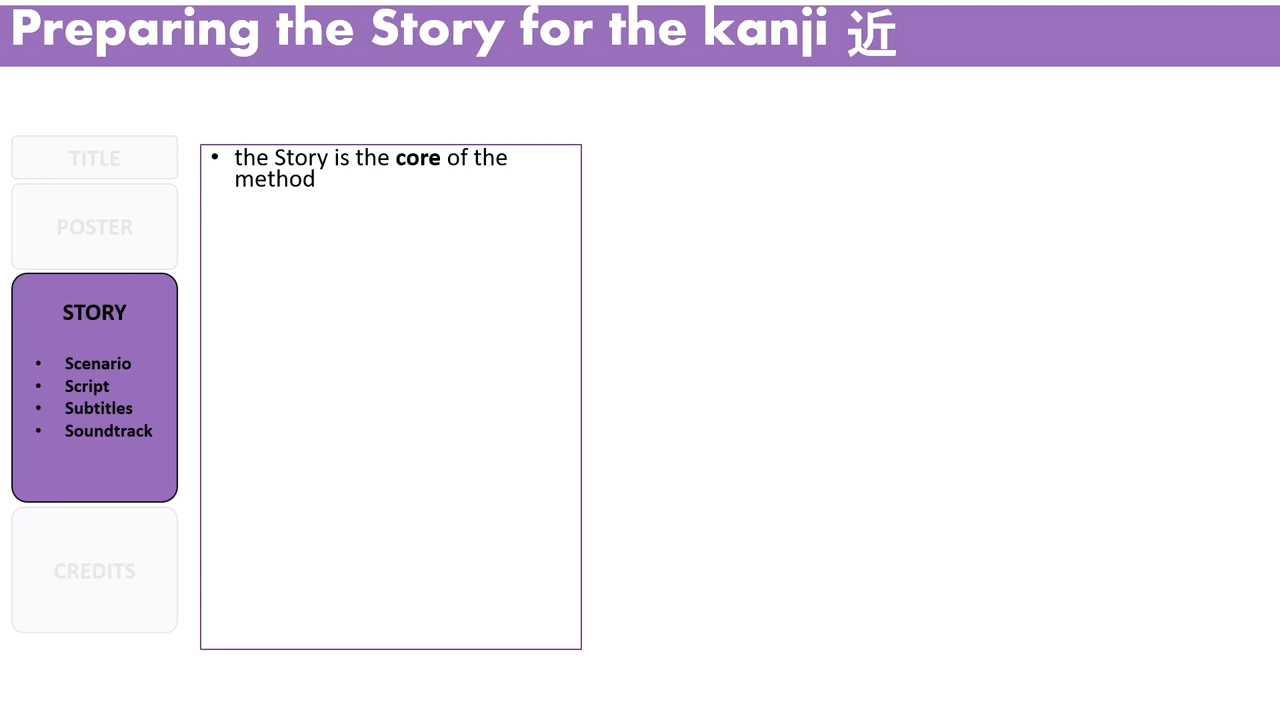 Preparing the Story for the kanji 近
TITLE
POSTER
STORY
• Scenario
• Script
• Subtitles
• Soundtrack
CREDITS
• the Story is the core of the
method